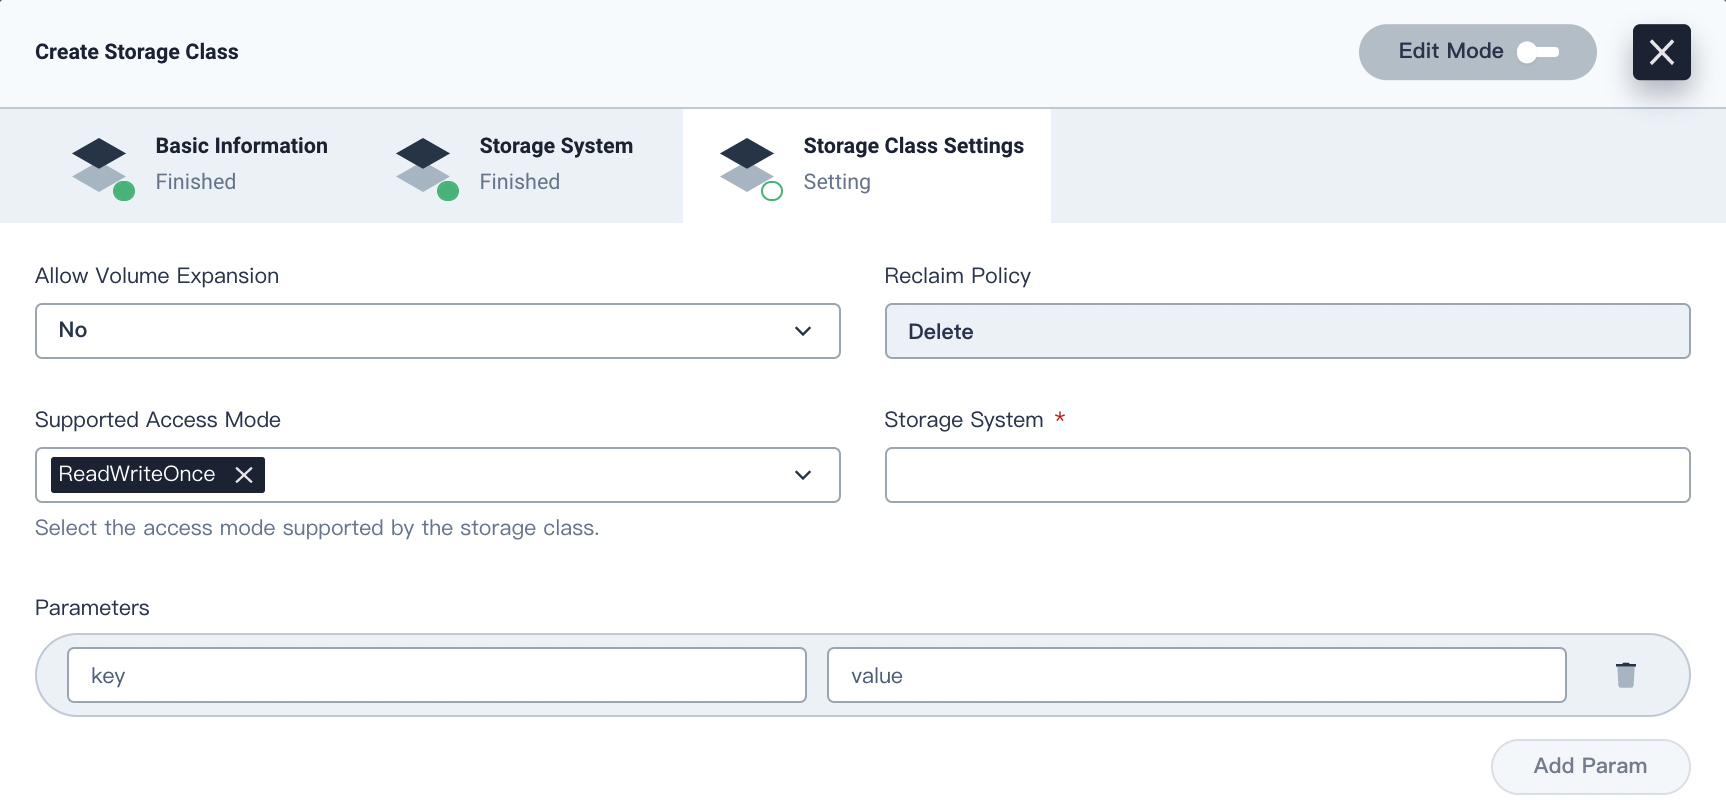 Create Storage Class
Edit Mode
Basic Information
Finished
Storage System
Finished
Storage Class Settings
Setting
Allow Volume Expansion
No
Reclaim Policy
Delete
Supported Access Mode
ReadWriteOnce
Select the access mode supported by the storage class.
Storage System *
Parameters
key
value
Add Param